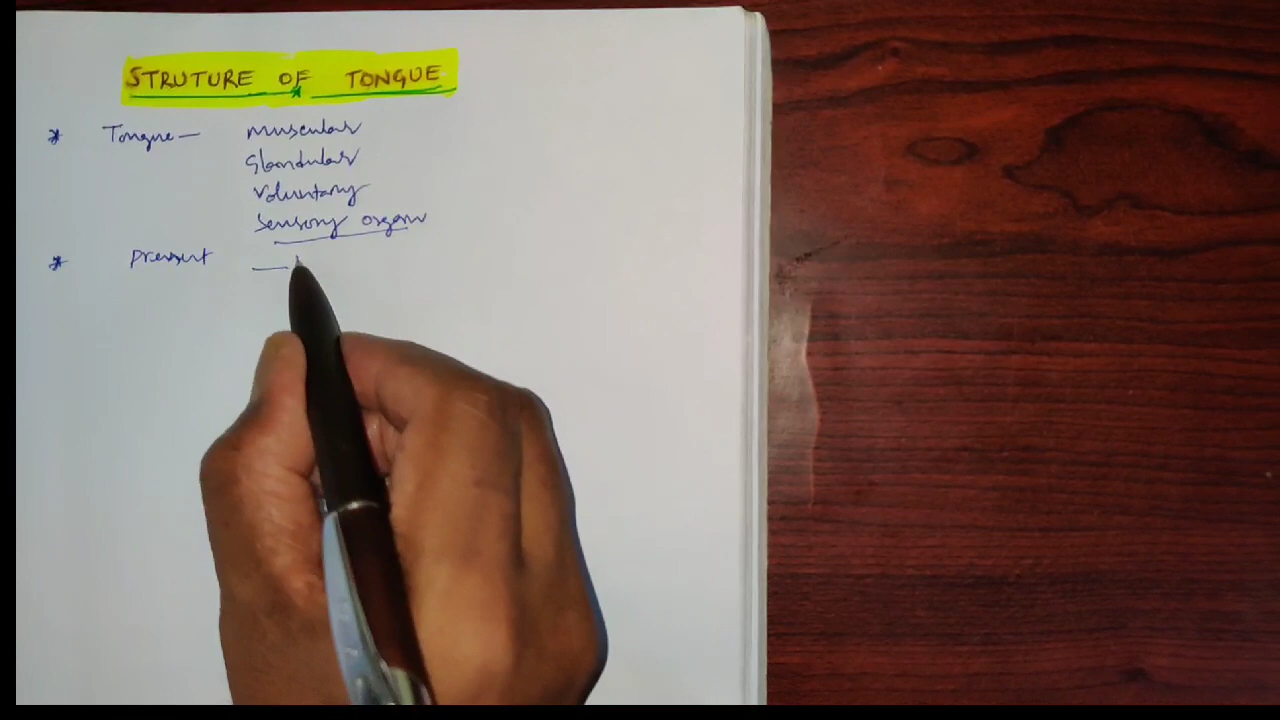 STRUTURE OF TONGUE
* Tongue — muscular
Glandular
Voluntary
Sensory organ
* Present —